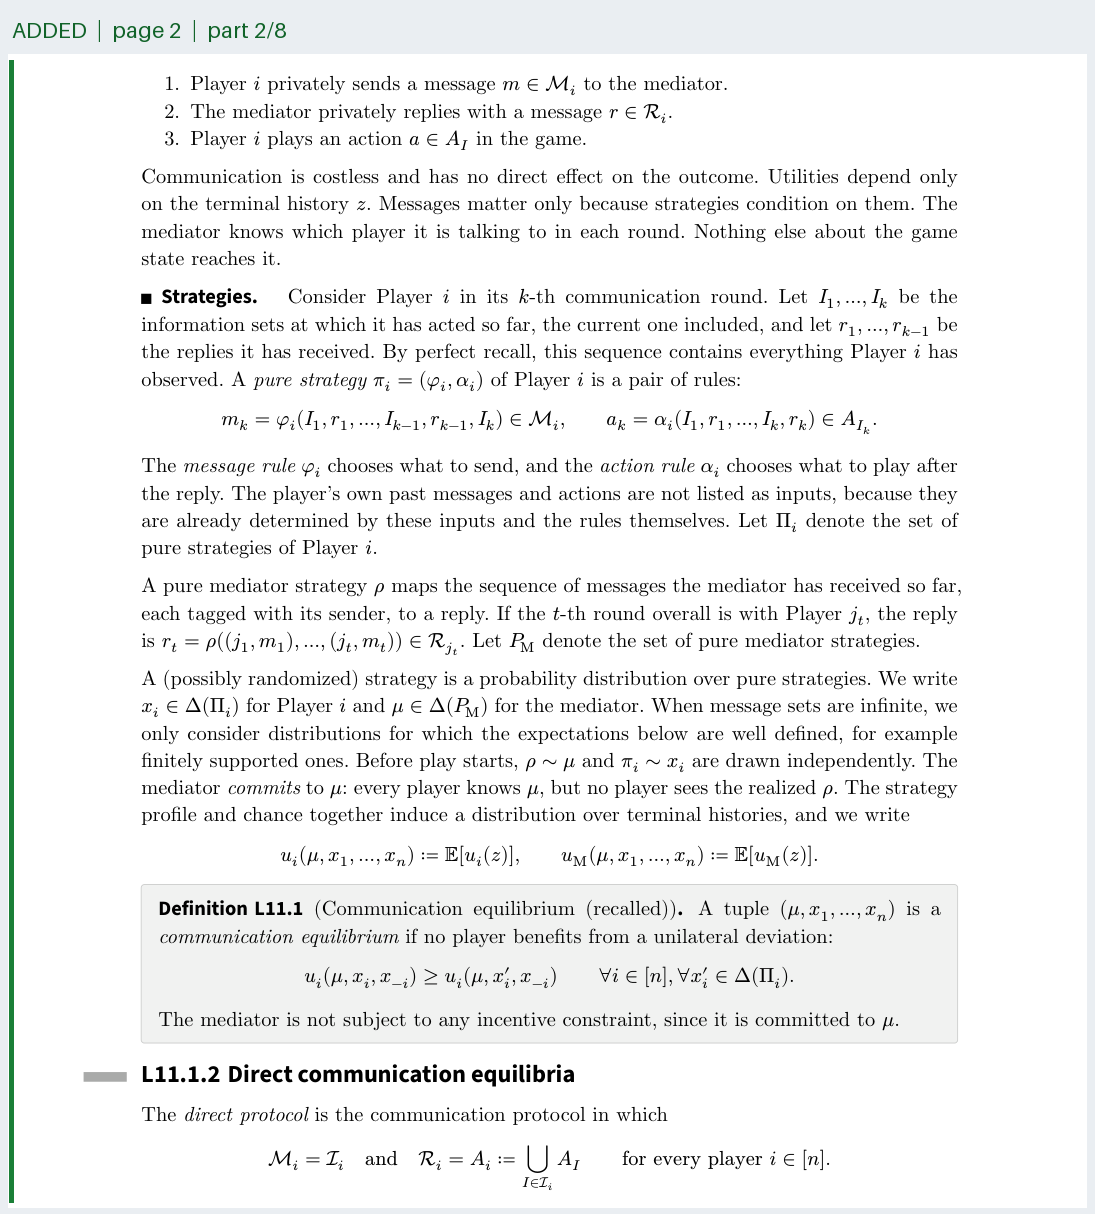 ADDED | page 2 | part 2/8
1. Player i privately sends a message m ∈ ℳᵢ to the mediator.
2. The mediator privately replies with a message r ∈ ℛᵢ.
3. Player i plays an action a ∈ A_I in the game.
Communication is costless and has no direct effect on the outcome. Utilities depend only
on the terminal history z. Messages matter only because strategies condition on them. The
mediator knows which player it is talking to in each round. Nothing else about the game
state reaches it.
■ Strategies. Consider Player i in its k-th communication round. Let I₁, ..., I_k be the
information sets at which it has acted so far, the current one included, and let r₁, ..., r_{k−1} be
the replies it has received. By perfect recall, this sequence contains everything Player i has
observed. A pure strategy πᵢ = (φᵢ, αᵢ) of Player i is a pair of rules:
m_k = φᵢ(I₁, r₁, ..., I_{k−1}, r_{k−1}, I_k) ∈ ℳᵢ, a_k = αᵢ(I₁, r₁, ..., I_k, r_k) ∈ A_{I_k}.
The message rule φᵢ chooses what to send, and the action rule αᵢ chooses what to play after
the reply. The player's own past messages and actions are not listed as inputs, because they
are already determined by these inputs and the rules themselves. Let Πᵢ denote the set of
pure strategies of Player i.
A pure mediator strategy ρ maps the sequence of messages the mediator has received so far,
each tagged with its sender, to a reply. If the t-th round overall is with Player j_t, the reply
is r_t = ρ((j₁, m₁), ..., (j_t, m_t)) ∈ ℛ_{j_t}. Let P_M denote the set of pure mediator strategies.
A (possibly randomized) strategy is a probability distribution over pure strategies. We write
xᵢ ∈ Δ(Πᵢ) for Player i and μ ∈ Δ(P_M) for the mediator. When message sets are infinite, we
only consider distributions for which the expectations below are well defined, for example
finitely supported ones. Before play starts, ρ ∼ μ and πᵢ ∼ xᵢ are drawn independently. The
mediator commits to μ: every player knows μ, but no player sees the realized ρ. The strategy
profile and chance together induce a distribution over terminal histories, and we write
uᵢ(μ, x₁, ..., xₙ) ≔ 𝔼[uᵢ(z)], u_M(μ, x₁, ..., xₙ) ≔ 𝔼[u_M(z)].
Definition L11.1 (Communication equilibrium (recalled)). A tuple (μ, x₁, ..., xₙ) is a
communication equilibrium if no player benefits from a unilateral deviation:
uᵢ(μ, xᵢ, x₋ᵢ) ≥ uᵢ(μ, x′ᵢ, x₋ᵢ) ∀i ∈ [n], ∀x′ᵢ ∈ Δ(Πᵢ).
The mediator is not subject to any incentive constraint, since it is committed to μ.
L11.1.2 Direct communication equilibria
The direct protocol is the communication protocol in which
ℳᵢ = ℐᵢ and ℛᵢ = Aᵢ ≔ ⋃_{I∈ℐᵢ} A_I for every player i ∈ [n].